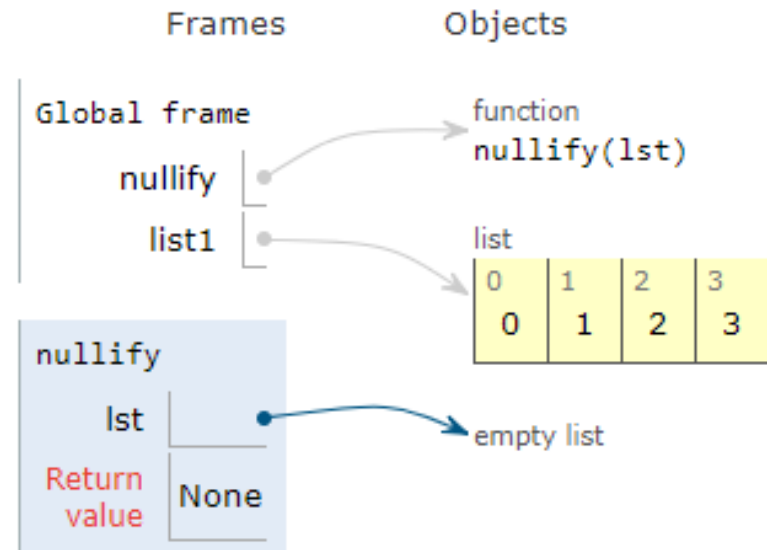 Frames Objects
Global frame
function
nullify(lst)
nullify
list1
list
0 1 2 3
0 1 2 3
nullify
lst
empty list
Return
value
None